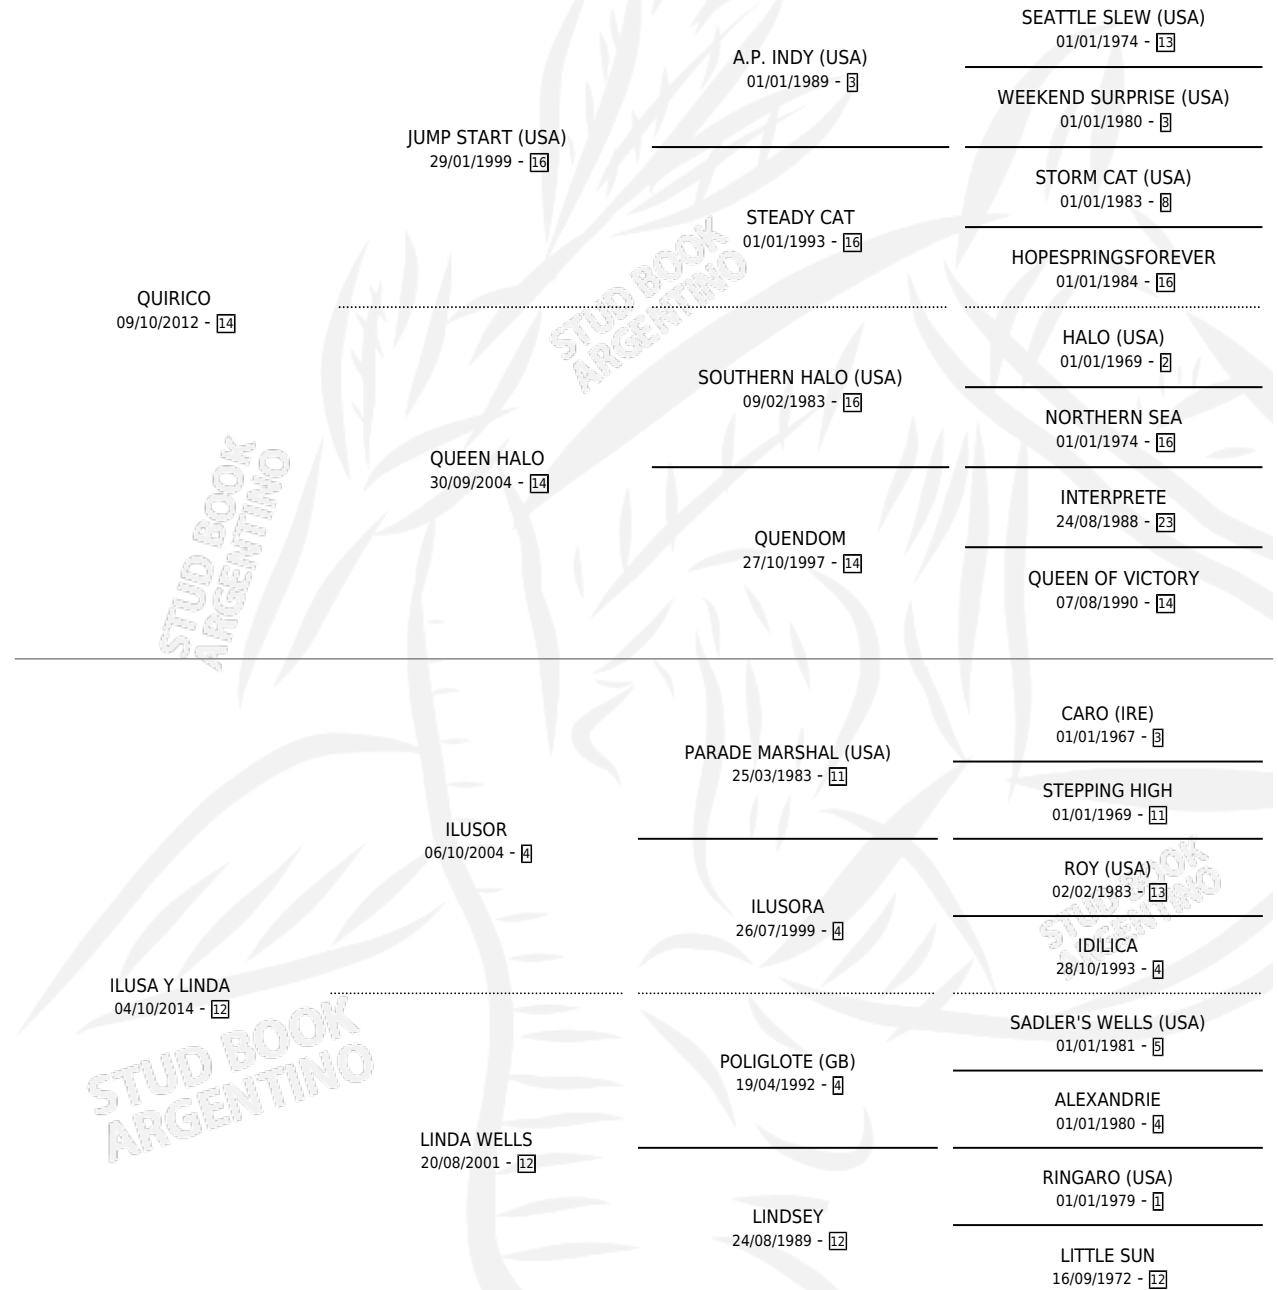 SEATTLE SLEW (USA)
01/01/1974 - 13
A.P. INDY (USA)
01/01/1989 - 3
WEEKEND SURPRISE (USA)
01/01/1980 - 3
JUMP START (USA)
29/01/1999 - 16
STORM CAT (USA)
01/01/1983 - 8
STEADY CAT
01/01/1993 - 16
HOPESPRINGSFOREVER
01/01/1984 - 16
QUIRICO
09/10/2012 - 14
HALO (USA)
01/01/1969 - 2
SOUTHERN HALO (USA)
09/02/1983 - 16
NORTHERN SEA
01/01/1974 - 16
QUEEN HALO
30/09/2004 - 14
INTERPRETE
24/08/1988 - 23
QUENDOM
27/10/1997 - 14
QUEEN OF VICTORY
07/08/1990 - 14
CARO (IRE)
01/01/1967 - 3
PARADE MARSHAL (USA)
25/03/1983 - 11
STEPPING HIGH
01/01/1969 - 11
ILUSOR
06/10/2004 - 4
ROY (USA)
02/02/1983 - 13
ILUSORA
26/07/1999 - 4
IDILICA
28/10/1993 - 4
ILUSA Y LINDA
04/10/2014 - 12
SADLER'S WELLS (USA)
01/01/1981 - 5
POLIGLOTE (GB)
19/04/1992 - 4
ALEXANDRIE
01/01/1980 - 4
LINDA WELLS
20/08/2001 - 12
RINGARO (USA)
01/01/1979 - 1
LINDSEY
24/08/1989 - 12
LITTLE SUN
16/09/1972 - 12
STUD BOOK
ARGENTINO
STUD BOOK
ARGENTINO
STUD BOOK
ARGENTINO
STUD BOOK
ARGENTINO